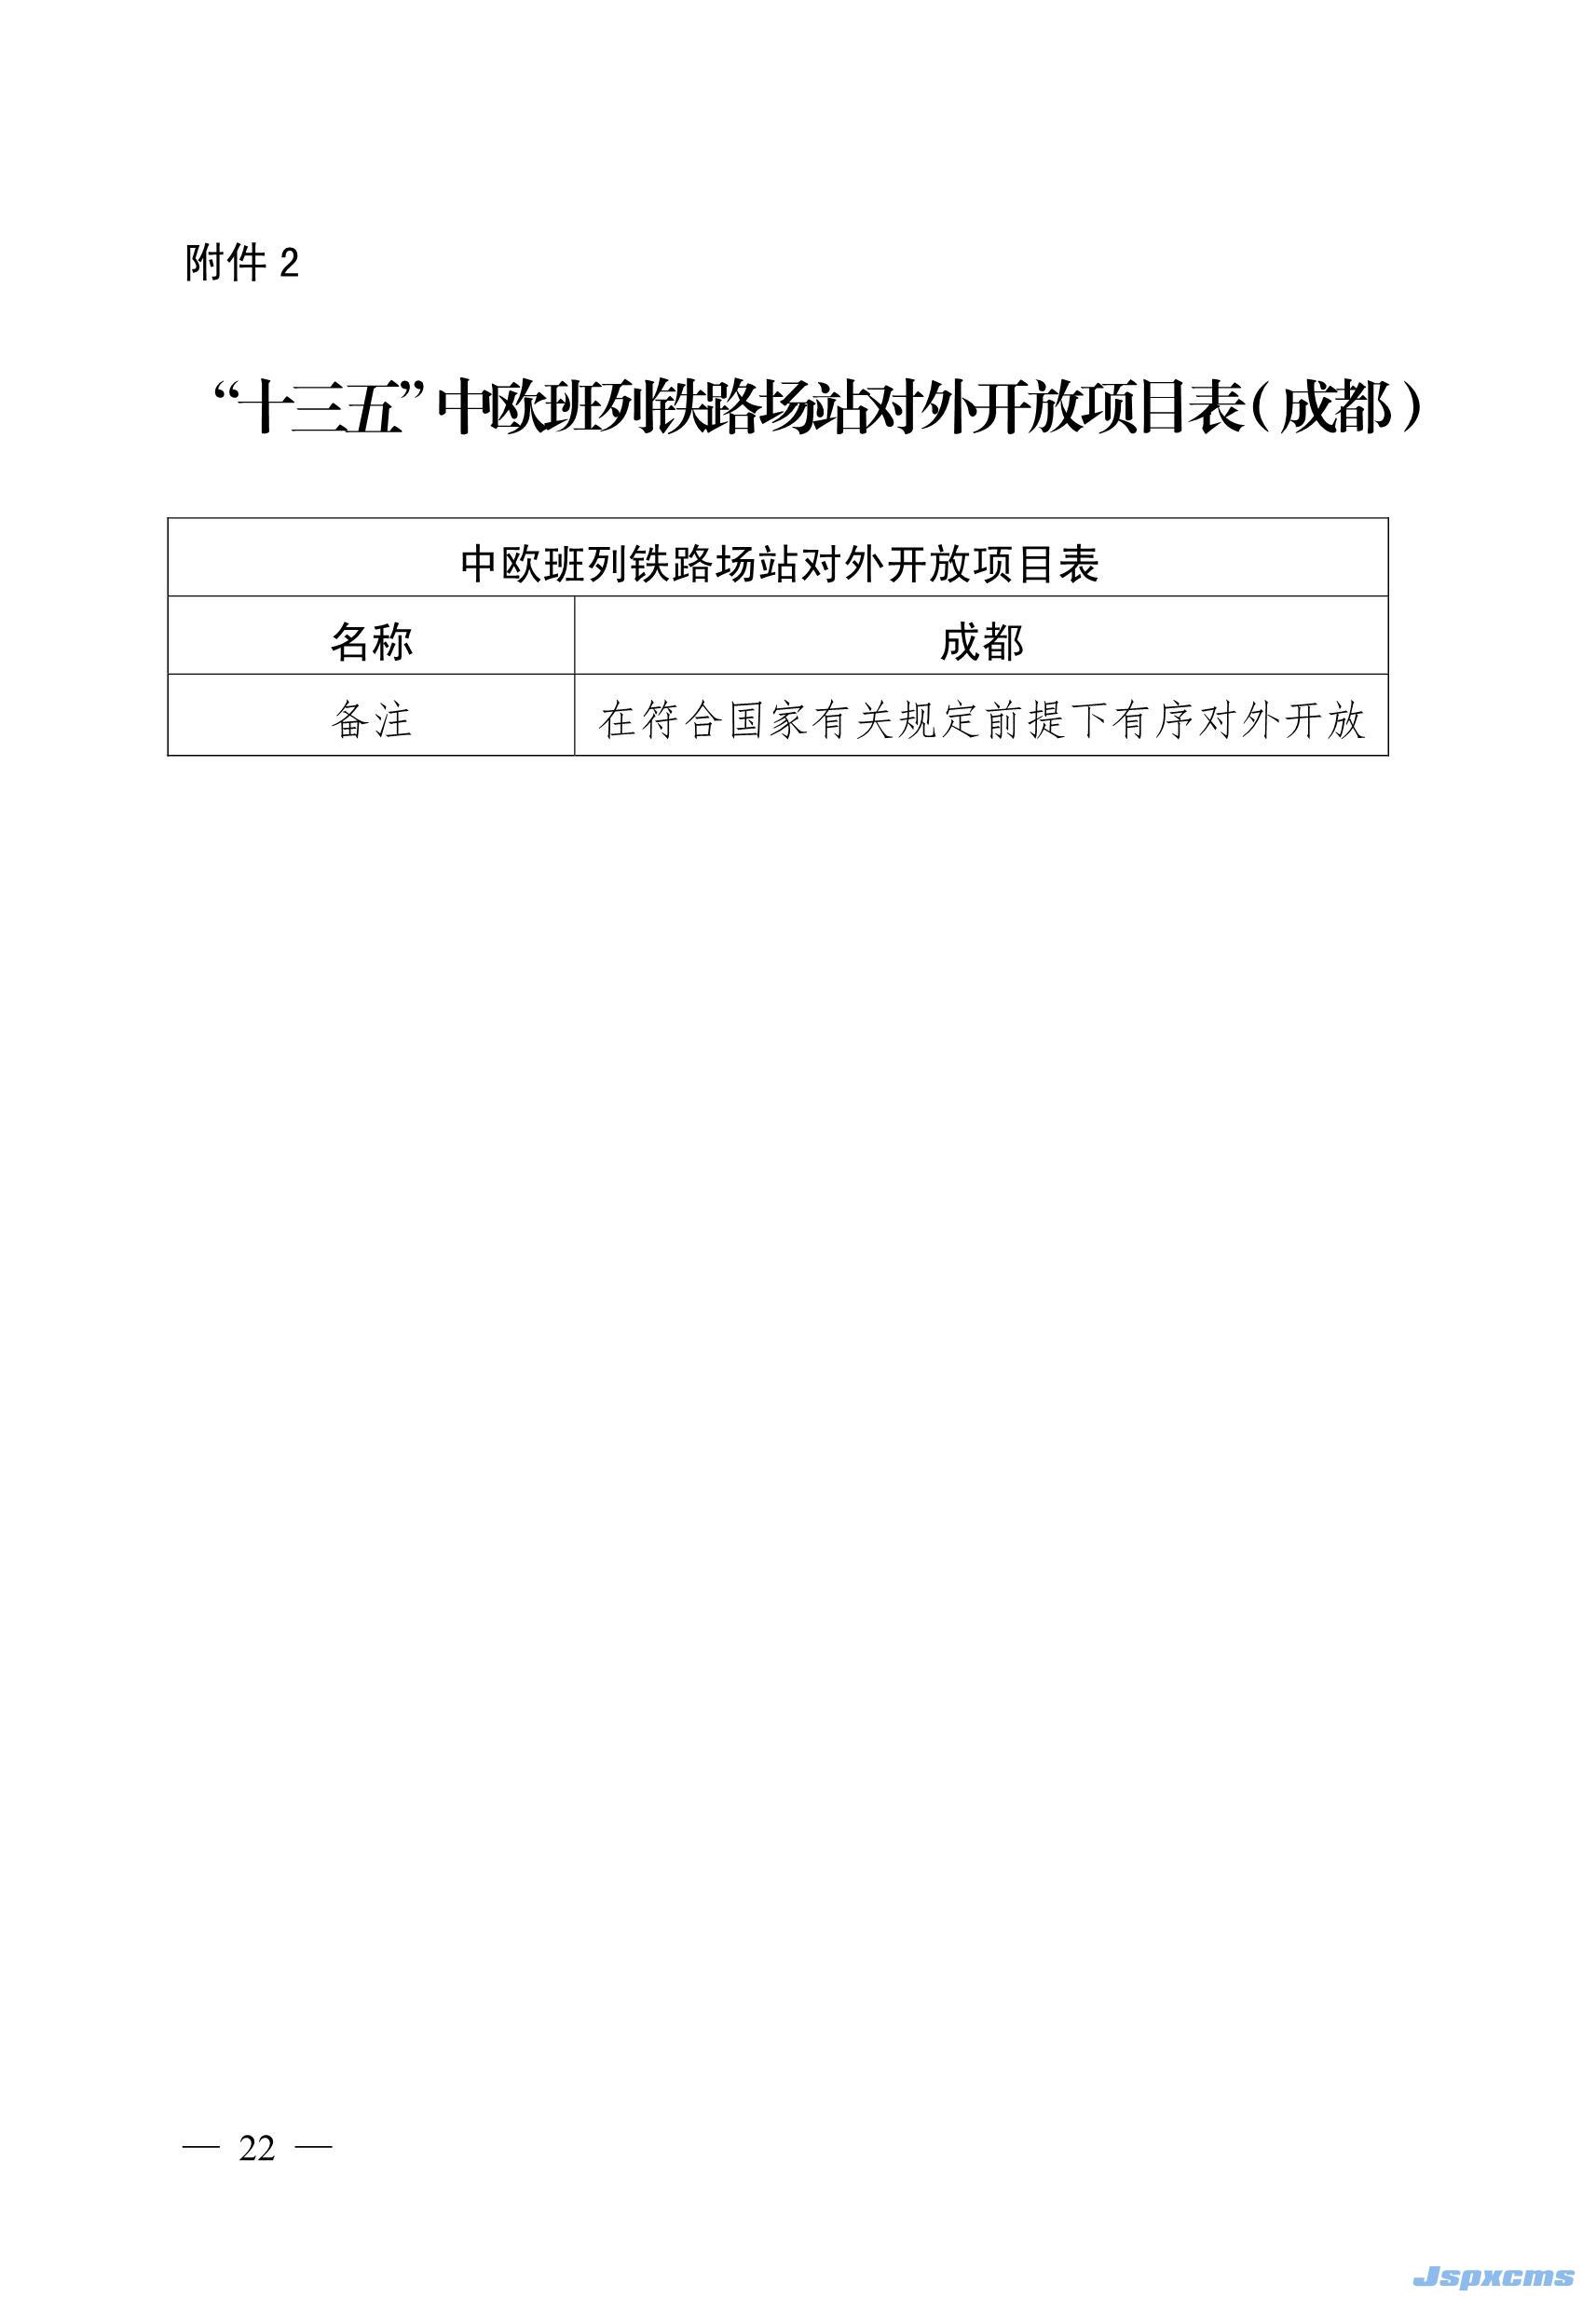 附件 2
“十三五”中欧班列铁路场站对外开放项目表(成都)
中欧班列铁路场站对外开放项目表
名称 成都
备注 在符合国家有关规定前提下有序对外开放
— 22 —
Jspxcms